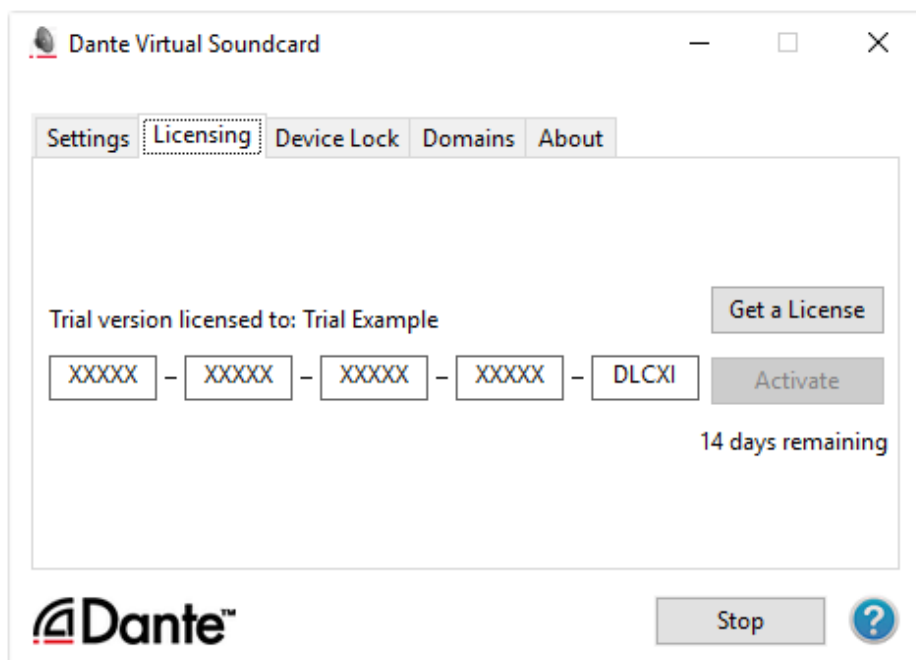 Dante Virtual Soundcard
Settings Licensing Device Lock Domains About
Get a License
Trial version licensed to: Trial Example
XXXXX – XXXXX – XXXXX – XXXXX – DLCXI Activate
14 days remaining
Dante™ Stop ?